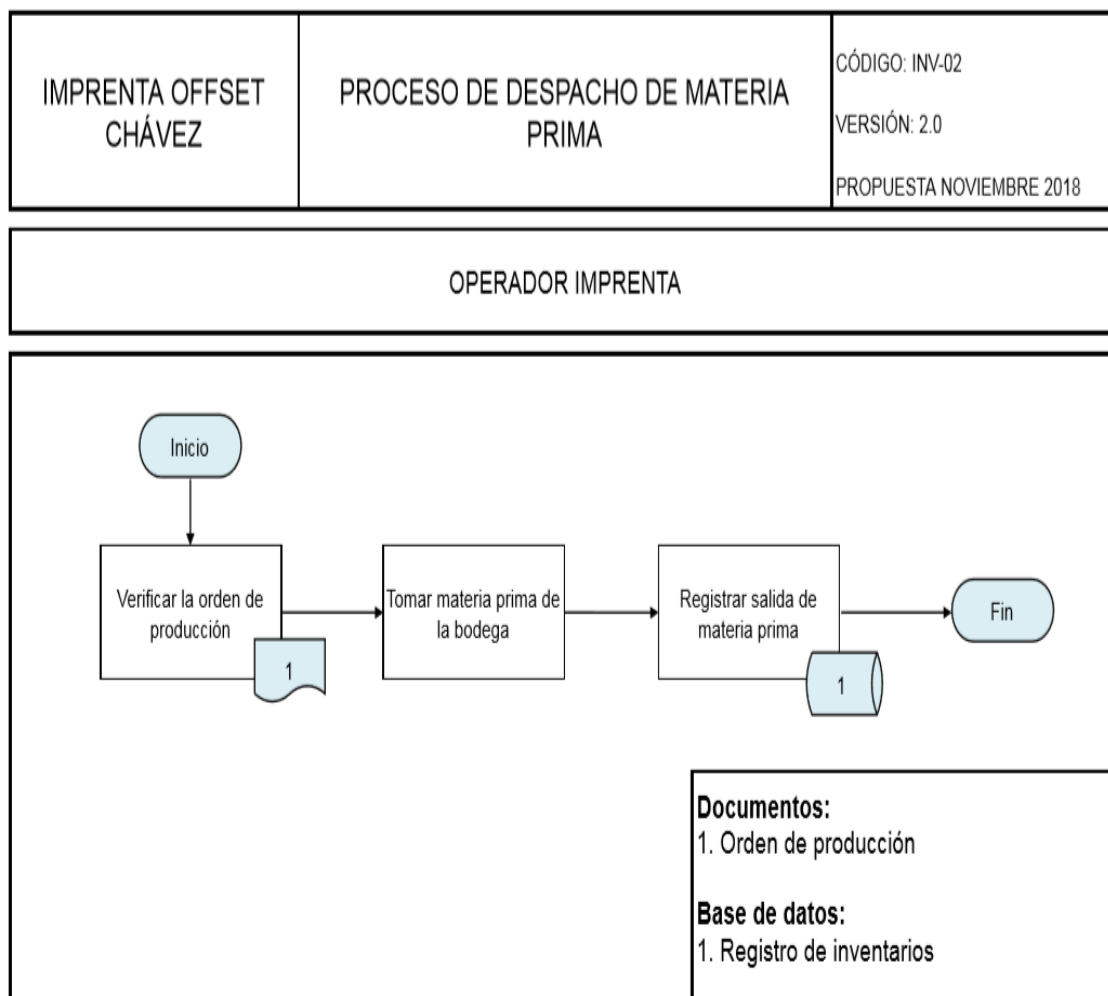 IMPRENTA OFFSET
CHÁVEZ
PROCESO DE DESPACHO DE MATERIA
PRIMA
CÓDIGO: INV-02
VERSIÓN: 2.0
PROPUESTA NOVIEMBRE 2018
OPERADOR IMPRENTA
Inicio
Verificar la orden de
producción
1
Tomar materia prima de
la bodega
Registrar salida de
materia prima
1
Fin
Documentos:
1. Orden de producción
Base de datos:
1. Registro de inventarios